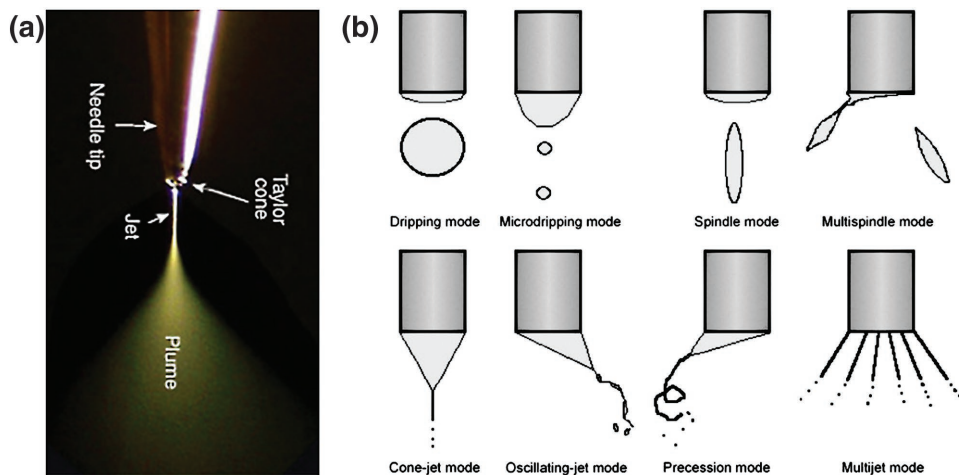 (a)
Needle tip
Taylor
cone
Jet
Plume
(b)
Dripping mode
Microdripping mode
Spindle mode
Multispindle mode
Cone-jet mode
Oscillating-jet mode
Precession mode
Multijet mode